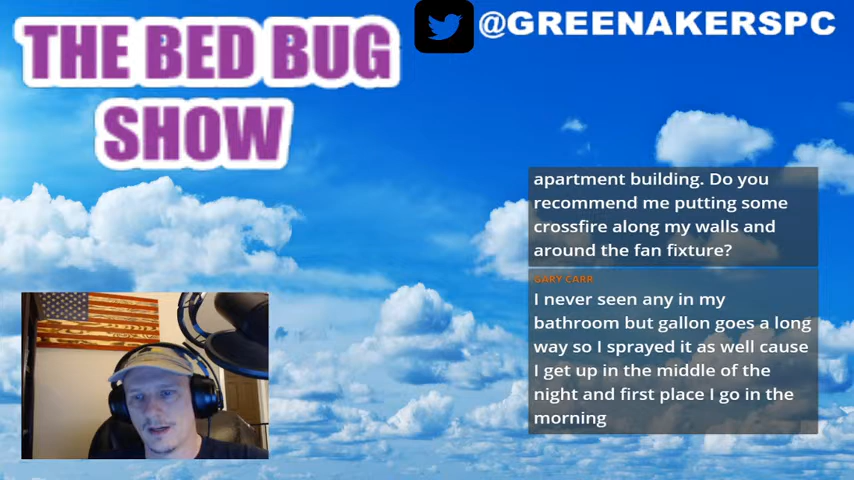 THE BED BUG
SHOW
@GREENAKERSPC
apartment building. Do you
recommend me putting some
crossfire along my walls and
around the fan fixture?
GARY CARR
I never seen any in my
bathroom but gallon goes a long
way so I sprayed it as well cause
I get up in the middle of the
night and first place I go in the
morning